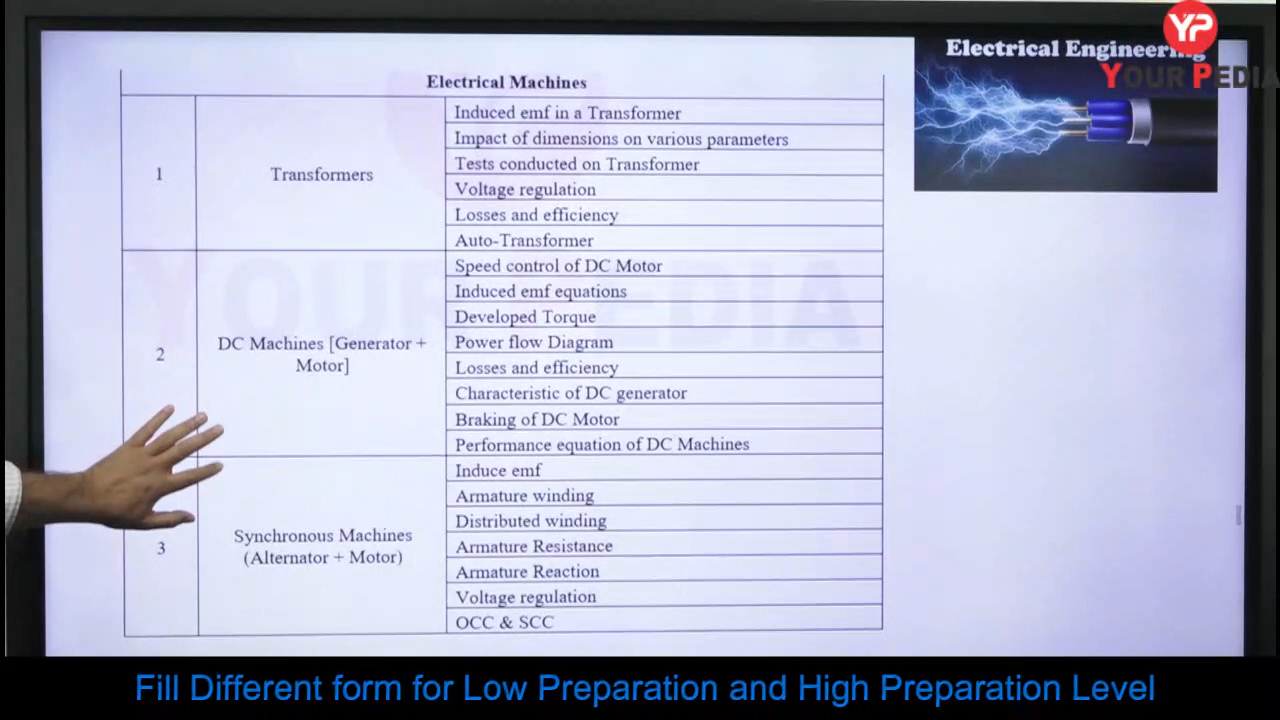 YP
Electrical Engineering
YOUR PEDIA
Electrical Machines
1
Transformers
Induced emf in a Transformer
Impact of dimensions on various parameters
Tests conducted on Transformer
Voltage regulation
Losses and efficiency
Auto-Transformer
2
DC Machines [Generator +
Motor]
Speed control of DC Motor
Induced emf equations
Developed Torque
Power flow Diagram
Losses and efficiency
Characteristic of DC generator
Braking of DC Motor
Performance equation of DC Machines
3
Synchronous Machines
(Alternator + Motor)
Induce emf
Armature winding
Distributed winding
Armature Resistance
Armature Reaction
Voltage regulation
OCC & SCC
YOUR PEDIA
Fill Different form for Low Preparation and High Preparation Level